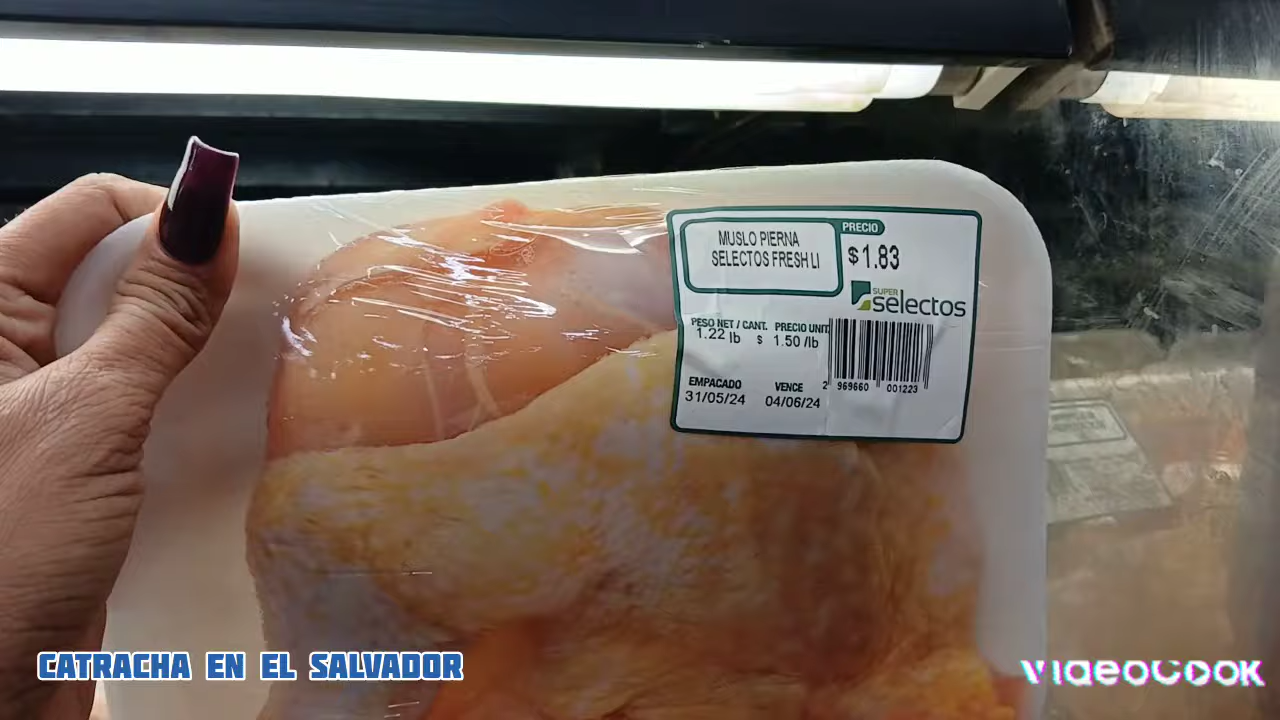 MUSLO PIERNA
SELECTOS FRESH LI
PRECIO
$1.83
SUPER
selectos
PESO NET / CANT. PRECIO UNIT
1.22 lb $ 1.50 /lb
EMPACADO VENCE
31/05/24 04/06/24
2 969660 001223
CATRACHA EN EL SALVADOR
VIDEOCOOK